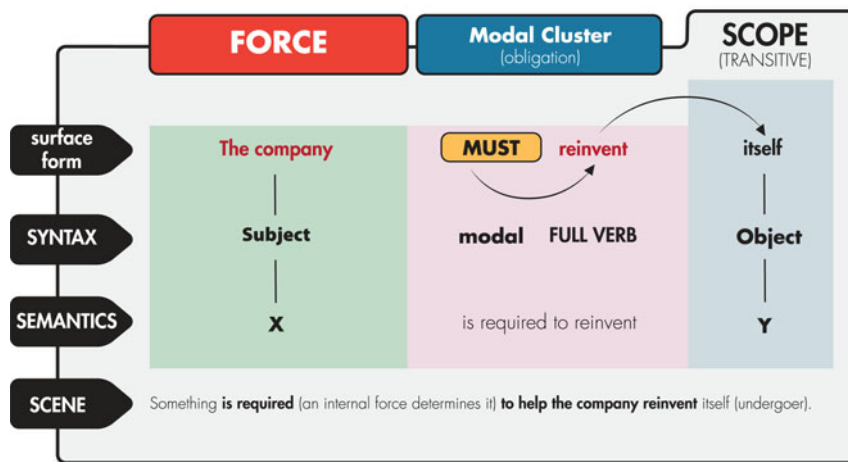 FORCE
Modal Cluster
(obligation)
SCOPE
(TRANSITIVE)
surface
form
The company
MUST
reinvent
itself
SYNTAX
Subject
modal
FULL VERB
Object
SEMANTICS
X
is required to reinvent
Y
SCENE
Something is required (an internal force determines it) to help the company reinvent itself (undergoer).